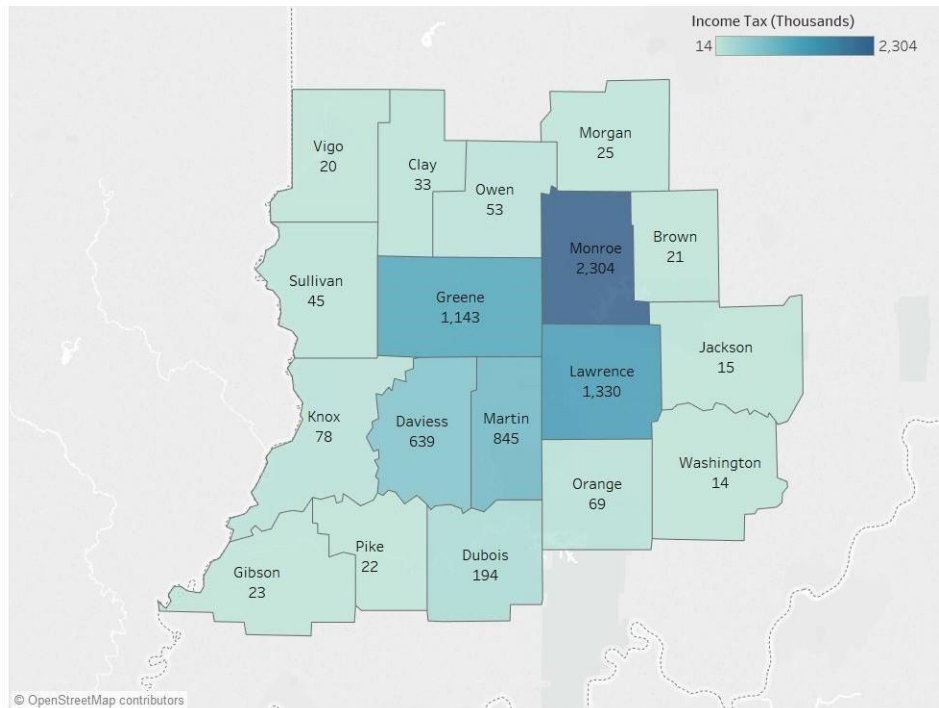 Income Tax (Thousands)
14 2,304
Morgan
25
Vigo
20
Clay
33
Owen
53
Monroe
2,304
Brown
21
Sullivan
45
Greene
1,143
Jackson
15
Lawrence
1,330
Knox
78
Daviess
639
Martin
845
Washington
14
Orange
69
Pike
22
Dubois
194
Gibson
23
© OpenStreetMap contributors